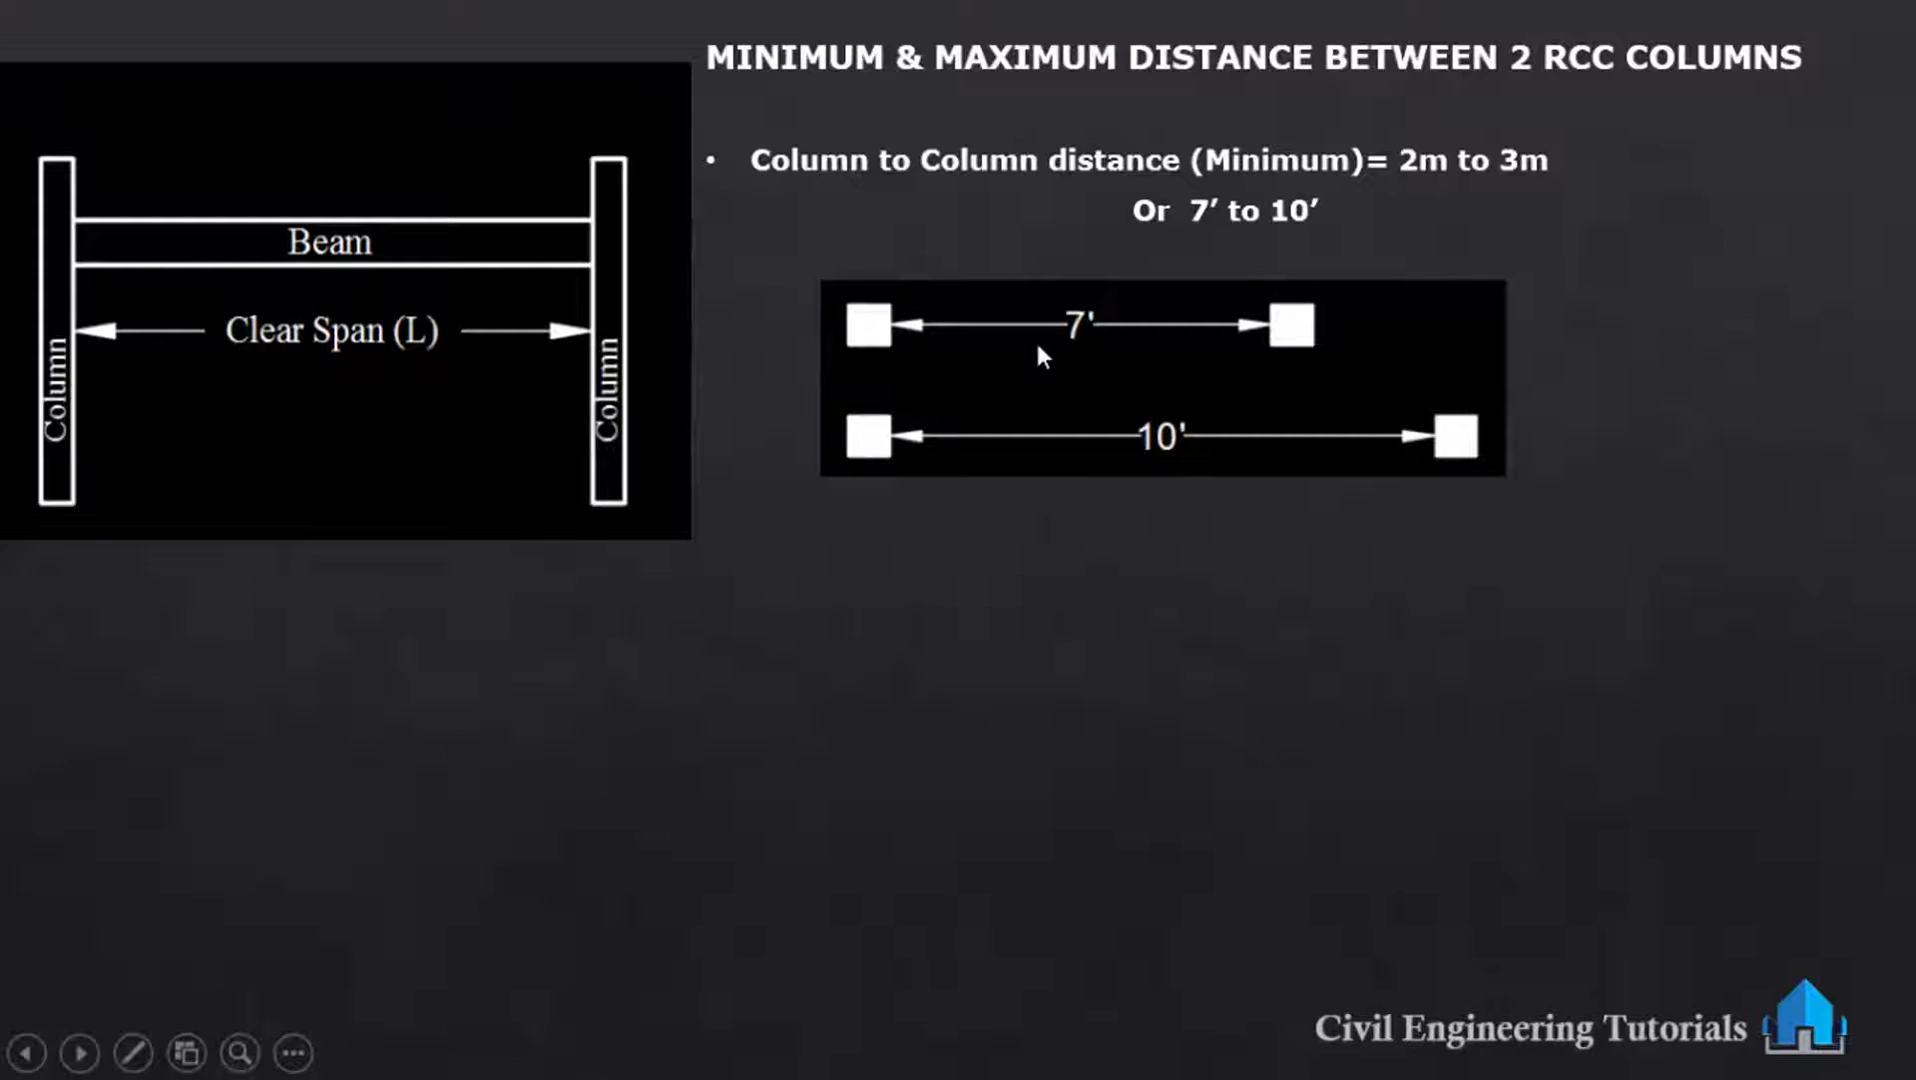 MINIMUM & MAXIMUM DISTANCE BETWEEN 2 RCC COLUMNS
• Column to Column distance (Minimum)= 2m to 3m
Or 7’ to 10’
Beam
Clear Span (L)
Column
Column
7'
10'
Civil Engineering Tutorials